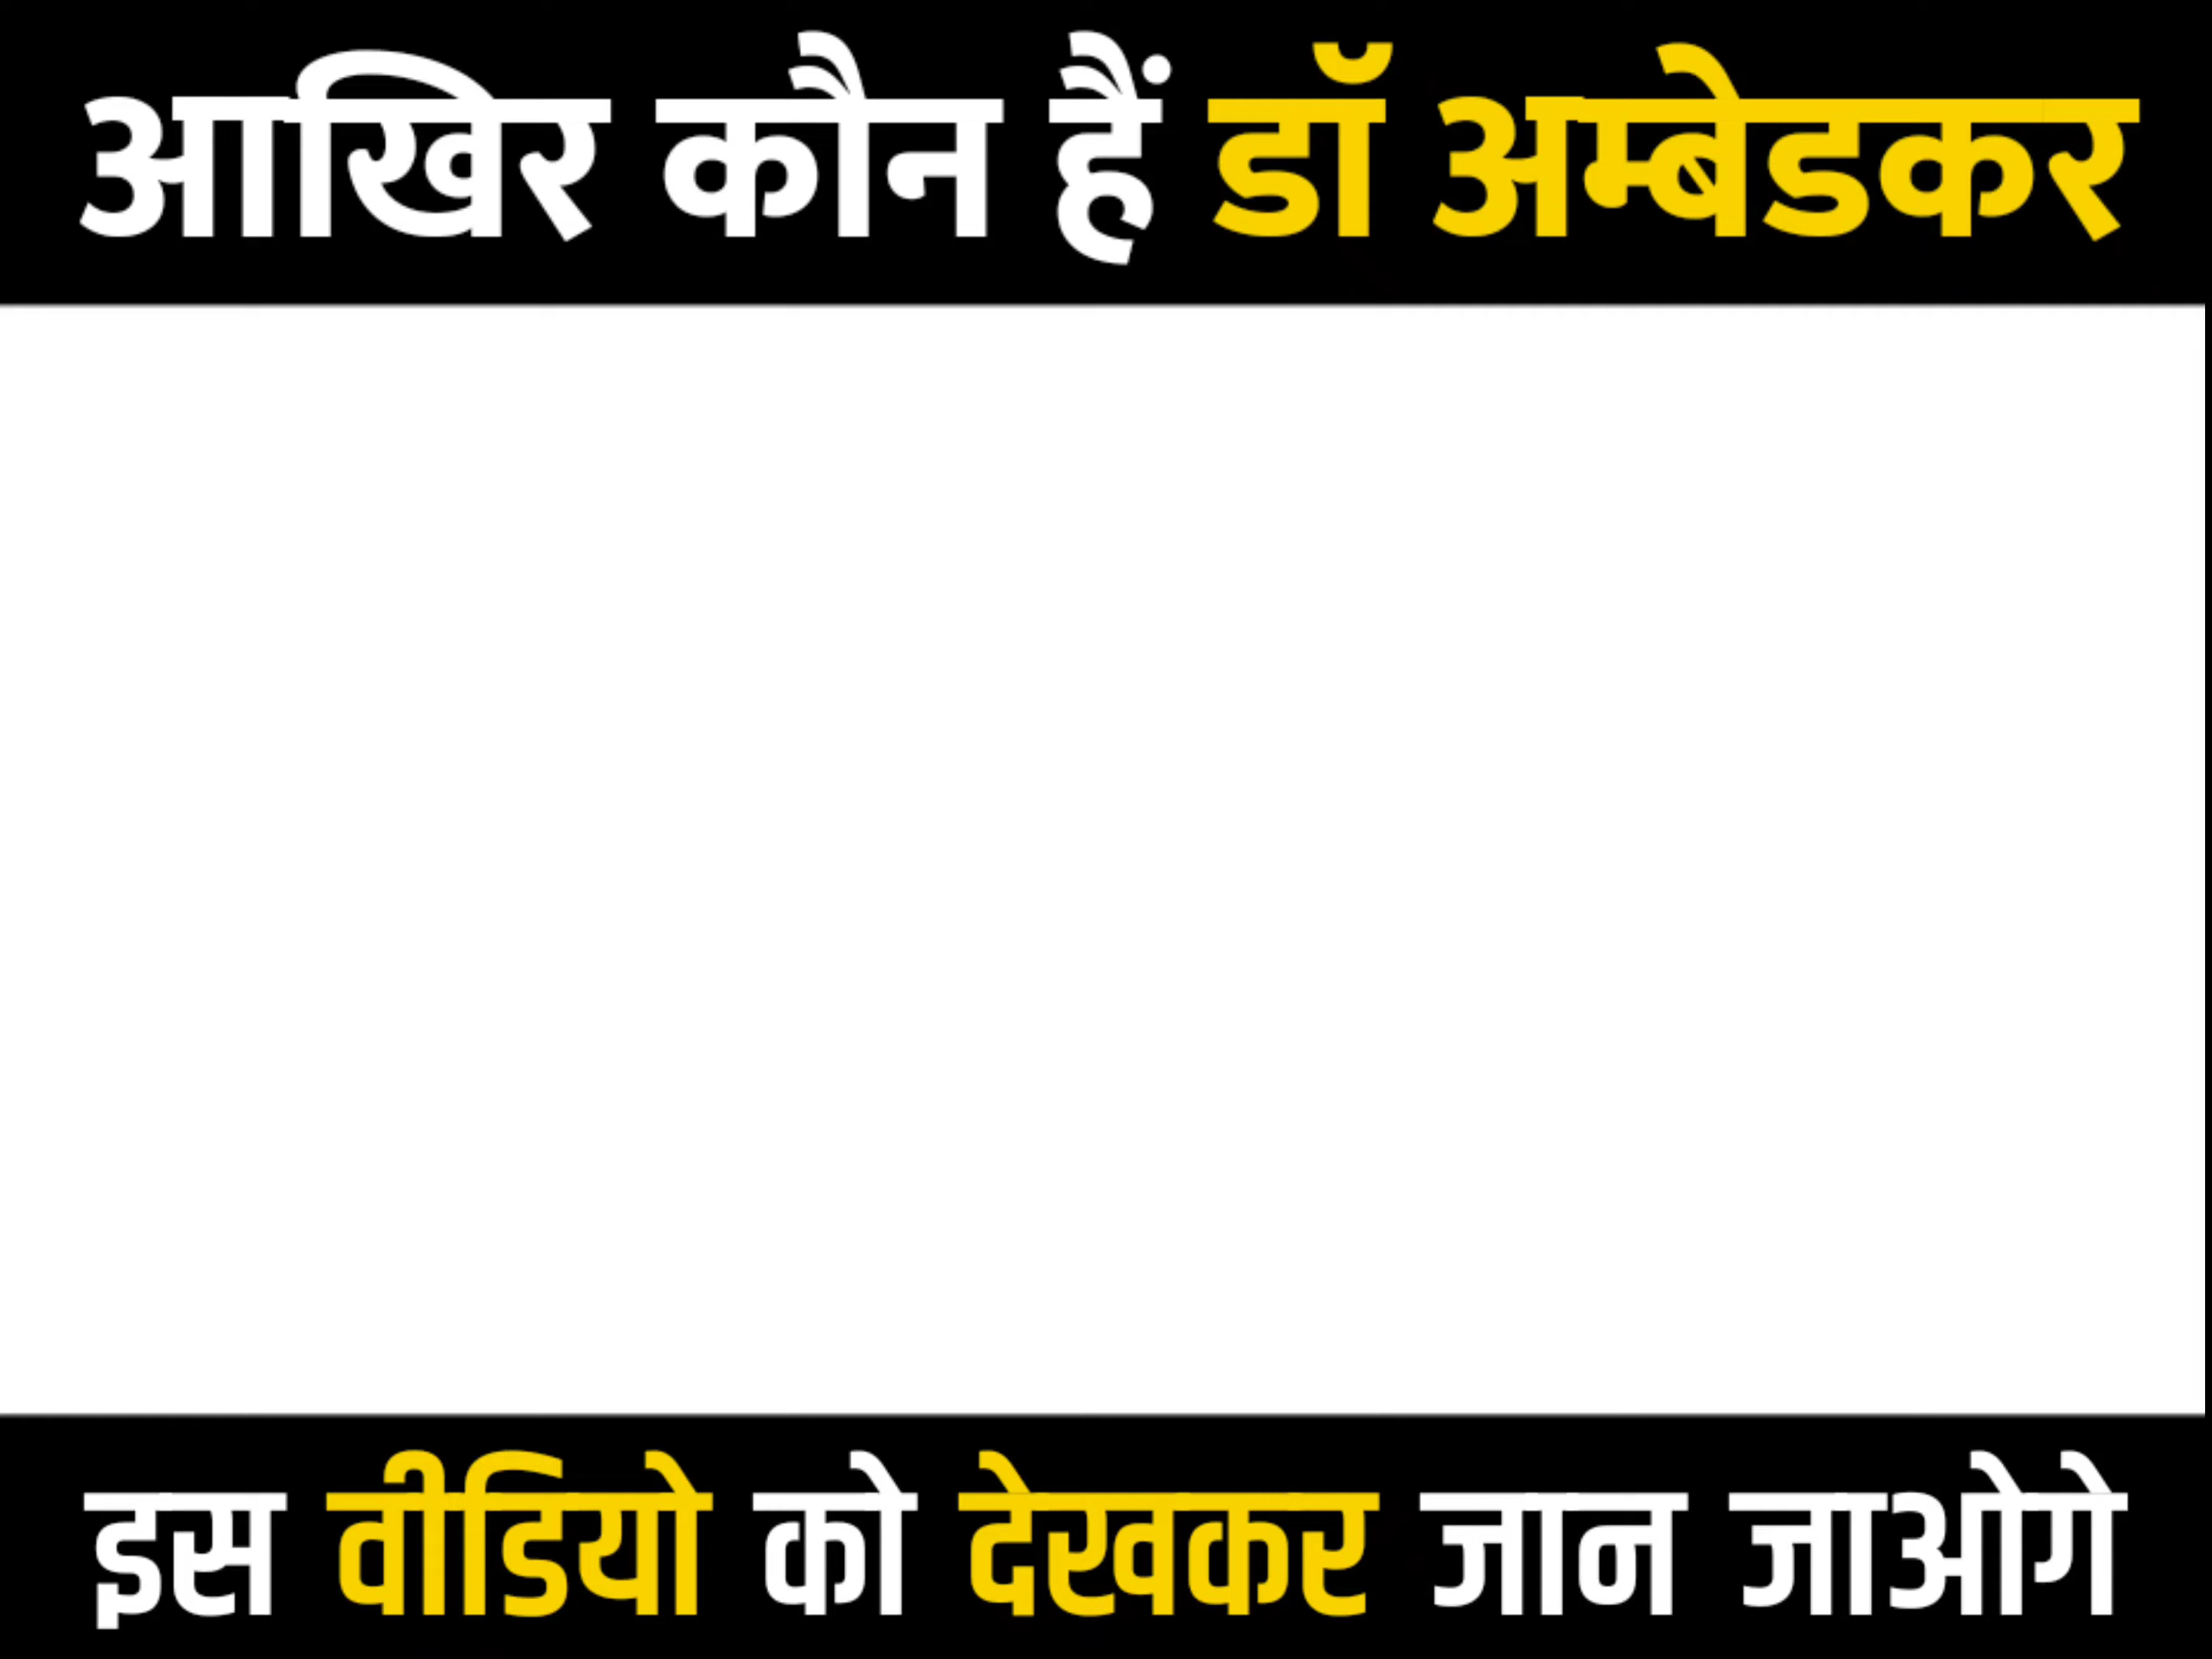 आखिर कौन हैं डॉ अम्बेडकर
इस वीडियो को देखकर जान जाओगे